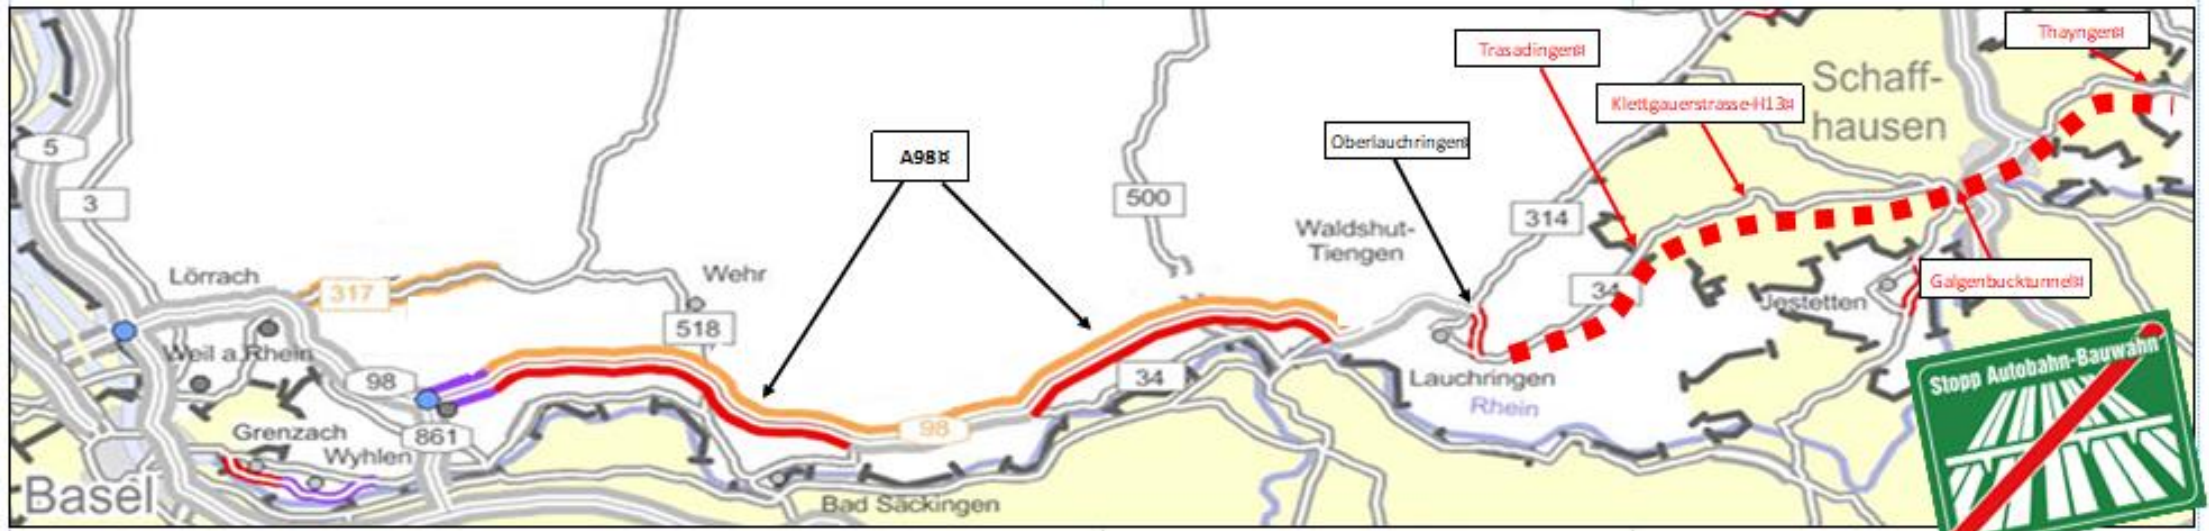 Thayngen¤
Trasadingen¤
Schaff-
hausen
Klettgauerstrasse-H13¤
5
A98¤
Oberlauchringen¤
3
500
314
Waldshut-
Tiengen
Lörrach
317
Wehr
34
Jestetten
Galgenbucktunnel¤
518
Weil a.Rhein
98
34
Lauchringen
Rhein
Stopp Autobahn-Bauwahn
Grenzach
Wyhlen
861
98
Basel
Bad Säckingen